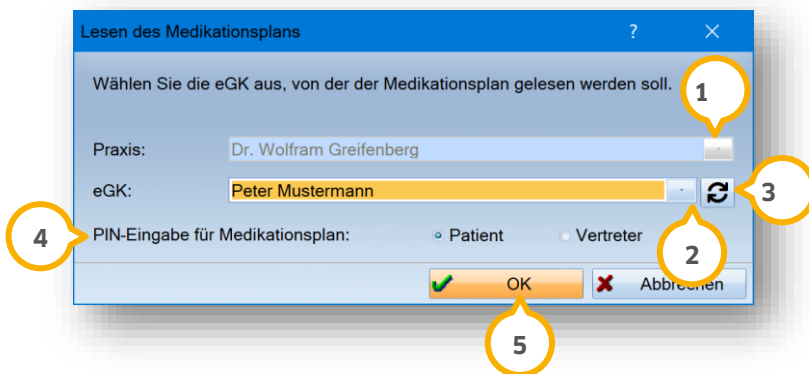 Lesen des Medikationsplans ?
Wählen Sie die eGK aus, von der der Medikationsplan gelesen werden soll.
1
Praxis: Dr. Wolfram Greifenberg
eGK: Peter Mustermann
3
4 PIN-Eingabe für Medikationsplan: Patient Vertreter
2
OK Abbrechen
5